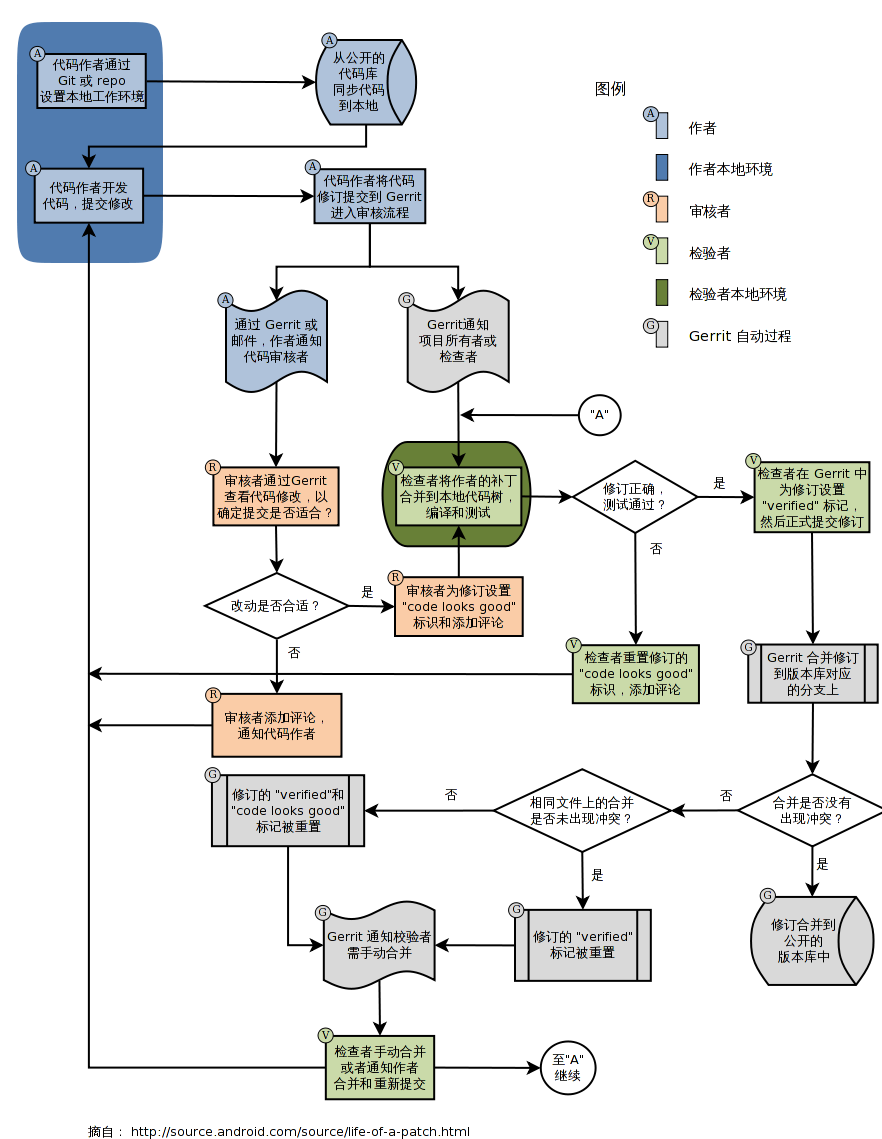 A
代码作者通过
Git 或 repo
设置本地工作环境
A
从公开的
代码库
同步代码
到本地
图例
A
作者
作者本地环境
R
审核者
V
检验者
检验者本地环境
G
Gerrit 自动过程
A
代码作者开发
代码，提交修改
A
代码作者将代码
修订提交到 Gerrit
进入审核流程
A
通过 Gerrit 或
邮件，作者通知
代码审核者
G
Gerrit通知
项目所有者或
检查者
"A"
R
审核者通过Gerrit
查看代码修改，以
确定提交是否适合？
V
检查者将作者的补丁
合并到本地代码树，
编译和测试
修订正确，
测试通过？
是
V
检查者在 Gerrit 中
为修订设置
"verified" 标记，
然后正式提交修订
否
改动是否合适？
是
R
审核者为修订设置
"code looks good"
标识和添加评论
否
V
检查者重置修订的
"code looks good"
标识，添加评论
G
Gerrit 合并修订
到版本库对应
的分支上
R
审核者添加评论，
通知代码作者
G
修订的 "verified"和
"code looks good"
标记被重置
否
相同文件上的合并
是否未出现冲突？
否
合并是否没有
出现冲突？
是
是
G
Gerrit 通知校验者
需手动合并
G
修订的 "verified"
标记被重置
G
修订合并到
公开的
版本库中
V
检查者手动合并
或者通知作者
合并和重新提交
至"A"
继续
摘自： http://source.android.com/source/life-of-a-patch.html